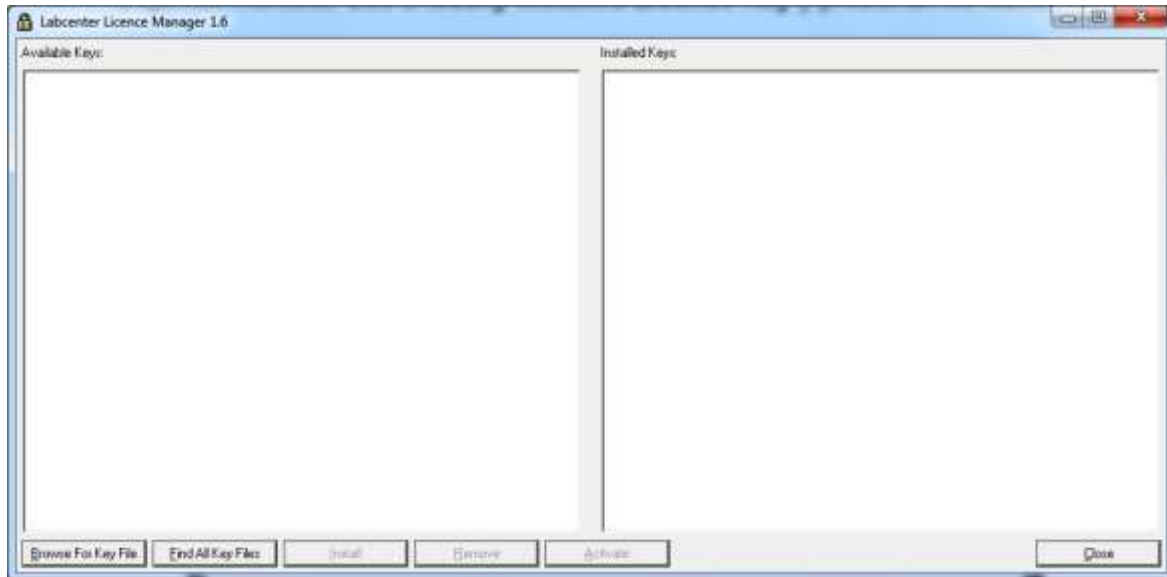 Labcenter Licence Manager 1.6
Available Keys:
Installed Keys:
Browse For Key File
Find All Key Files
Install
Remove
Activate
Close